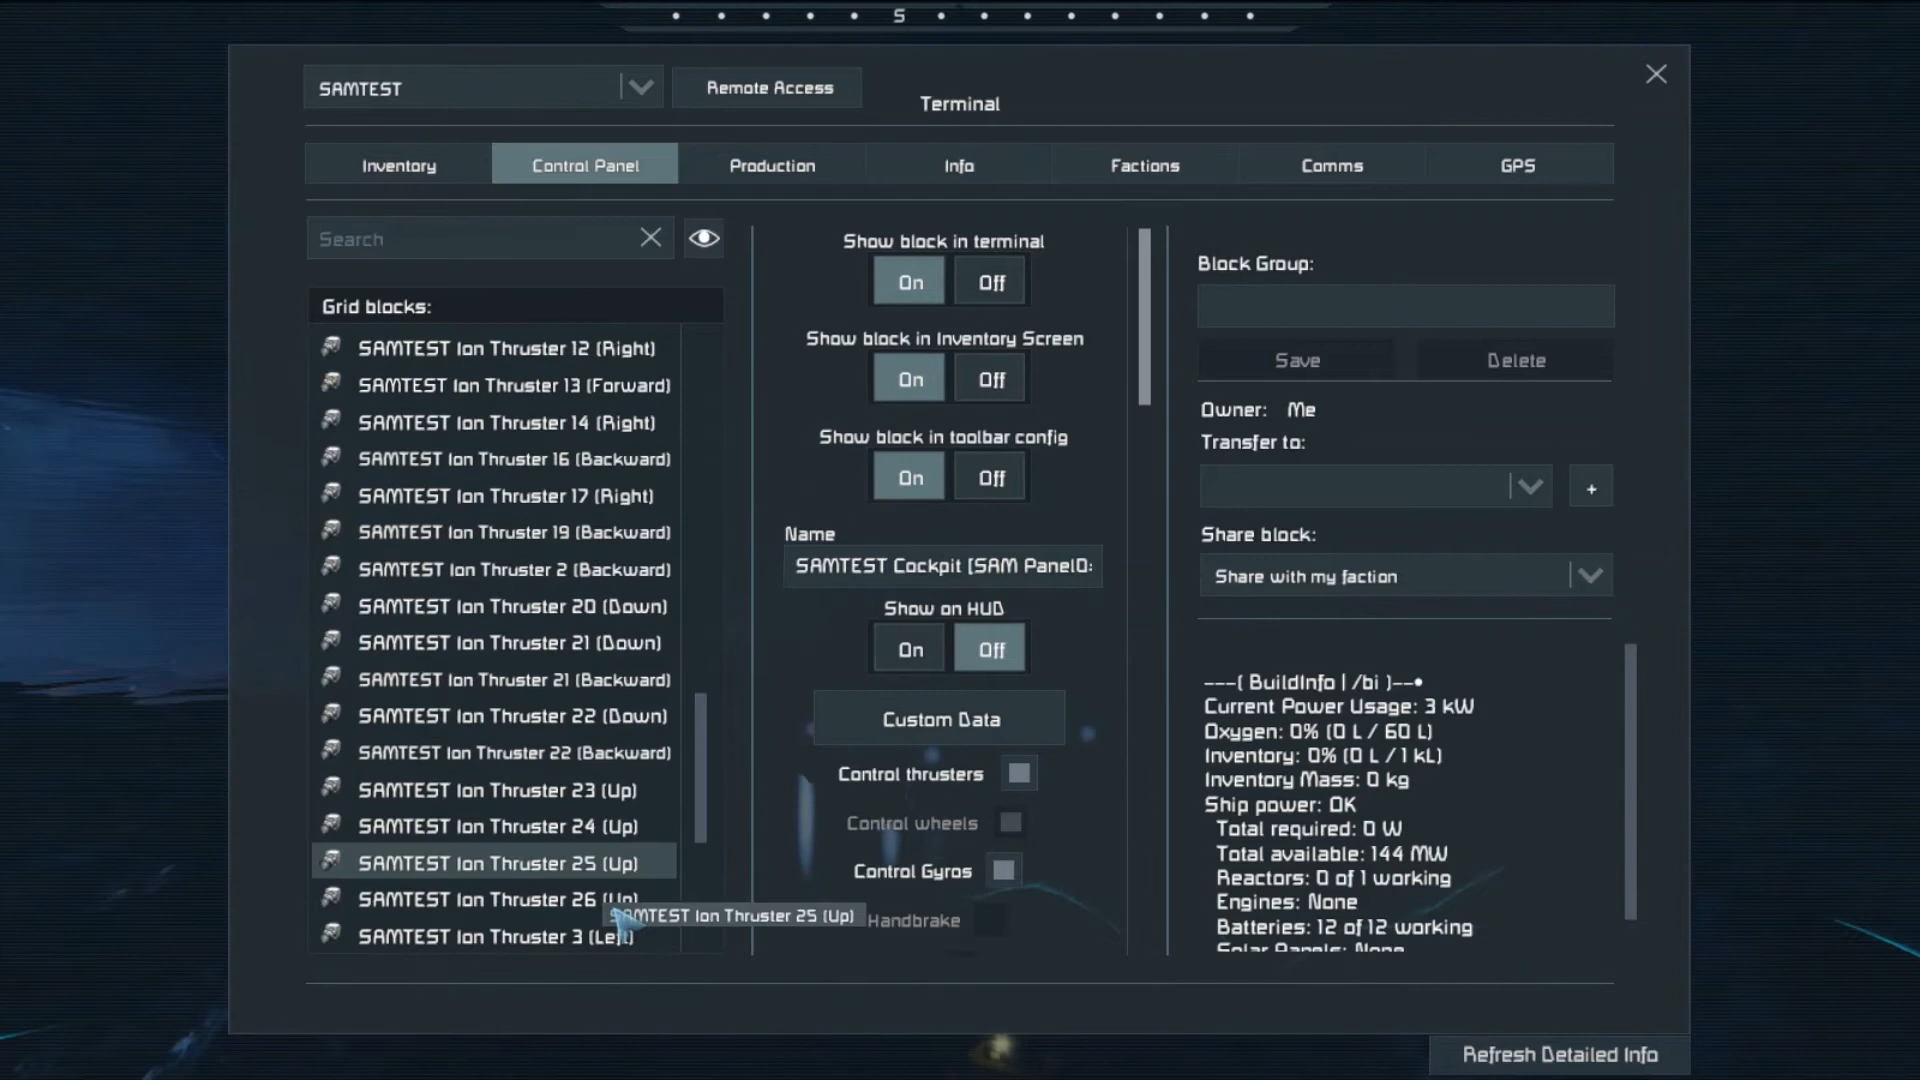 S
SAMTEST
Remote Access
Terminal
Inventory
Control Panel
Production
Info
Factions
Comms
GPS
Search
Grid blocks:
SAMTEST Ion Thruster 12 (Right)
SAMTEST Ion Thruster 13 (Forward)
SAMTEST Ion Thruster 14 (Right)
SAMTEST Ion Thruster 16 (Backward)
SAMTEST Ion Thruster 17 (Right)
SAMTEST Ion Thruster 19 (Backward)
SAMTEST Ion Thruster 2 (Backward)
SAMTEST Ion Thruster 20 (Down)
SAMTEST Ion Thruster 21 (Down)
SAMTEST Ion Thruster 21 (Backward)
SAMTEST Ion Thruster 22 (Down)
SAMTEST Ion Thruster 22 (Backward)
SAMTEST Ion Thruster 23 (Up)
SAMTEST Ion Thruster 24 (Up)
SAMTEST Ion Thruster 25 (Up)
SAMTEST Ion Thruster 26 (Up)
SAMTEST Ion Thruster 25 (Up)
SAMTEST Ion Thruster 3 (Left)
Show block in terminal
On Off
Show block in Inventory Screen
On Off
Show block in toolbar config
On Off
Name
SAMTEST Cockpit [SAM PanelO:
Show on HUD
On Off
Custom Data
Control thrusters
Control wheels
Control Gyros
Handbrake
Block Group:
Save
Delete
Owner: Me
Transfer to:
+
Share block:
Share with my faction
---( BuildInfo | /bi )--•
Current Power Usage: 3 kW
Oxygen: 0% (0 L / 60 L)
Inventory: 0% (0 L / 1 kL)
Inventory Mass: 0 kg
Ship power: OK
Total required: 0 W
Total available: 144 MW
Reactors: 0 of 1 working
Engines: None
Batteries: 12 of 12 working
Solar Panels: None
Refresh Detailed Info